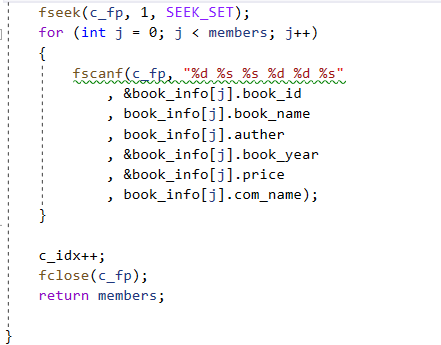 fseek(c_fp, 1, SEEK_SET);
for (int j = 0; j < members; j++)
{
fscanf(c_fp, "%d %s %s %d %d %s"
, &book_info[j].book_id
, book_info[j].book_name
, book_info[j].auther
, &book_info[j].book_year
, &book_info[j].price
, book_info[j].com_name);
}
c_idx++;
fclose(c_fp);
return members;
}